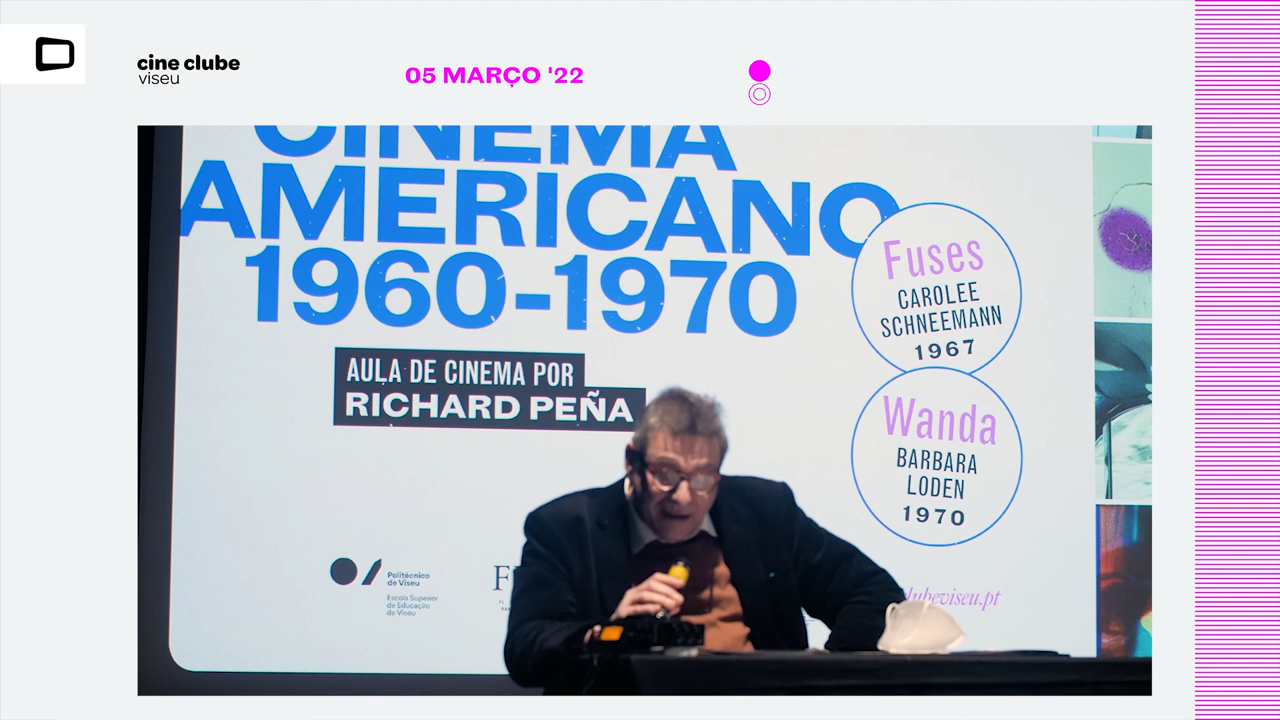 cine clube
viseu
05 MARÇO '22
CINEMA
AMERICANO
1960-1970
AULA DE CINEMA POR
RICHARD PEÑA
Fuses
CAROLEE
SCHNEEMANN
1967
Wanda
BARBARA
LODEN
1970
Politécnico
de Viseu
Escola Superior
de Educação
de Viseu